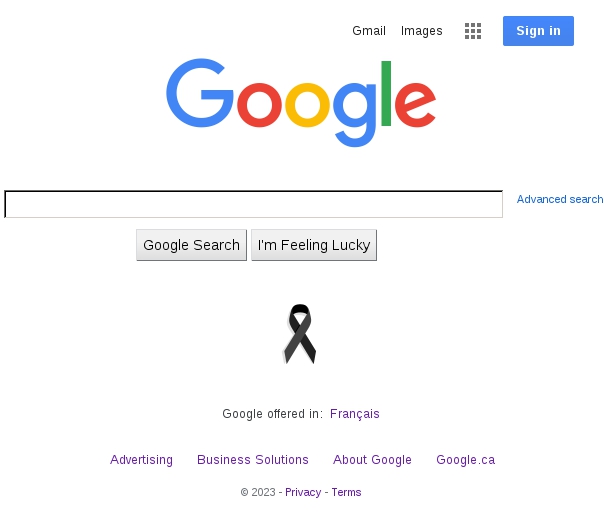 Gmail Images Sign in
Google
Advanced search
Google Search I'm Feeling Lucky
Google offered in: Français
Advertising Business Solutions About Google Google.ca
© 2023 - Privacy - Terms